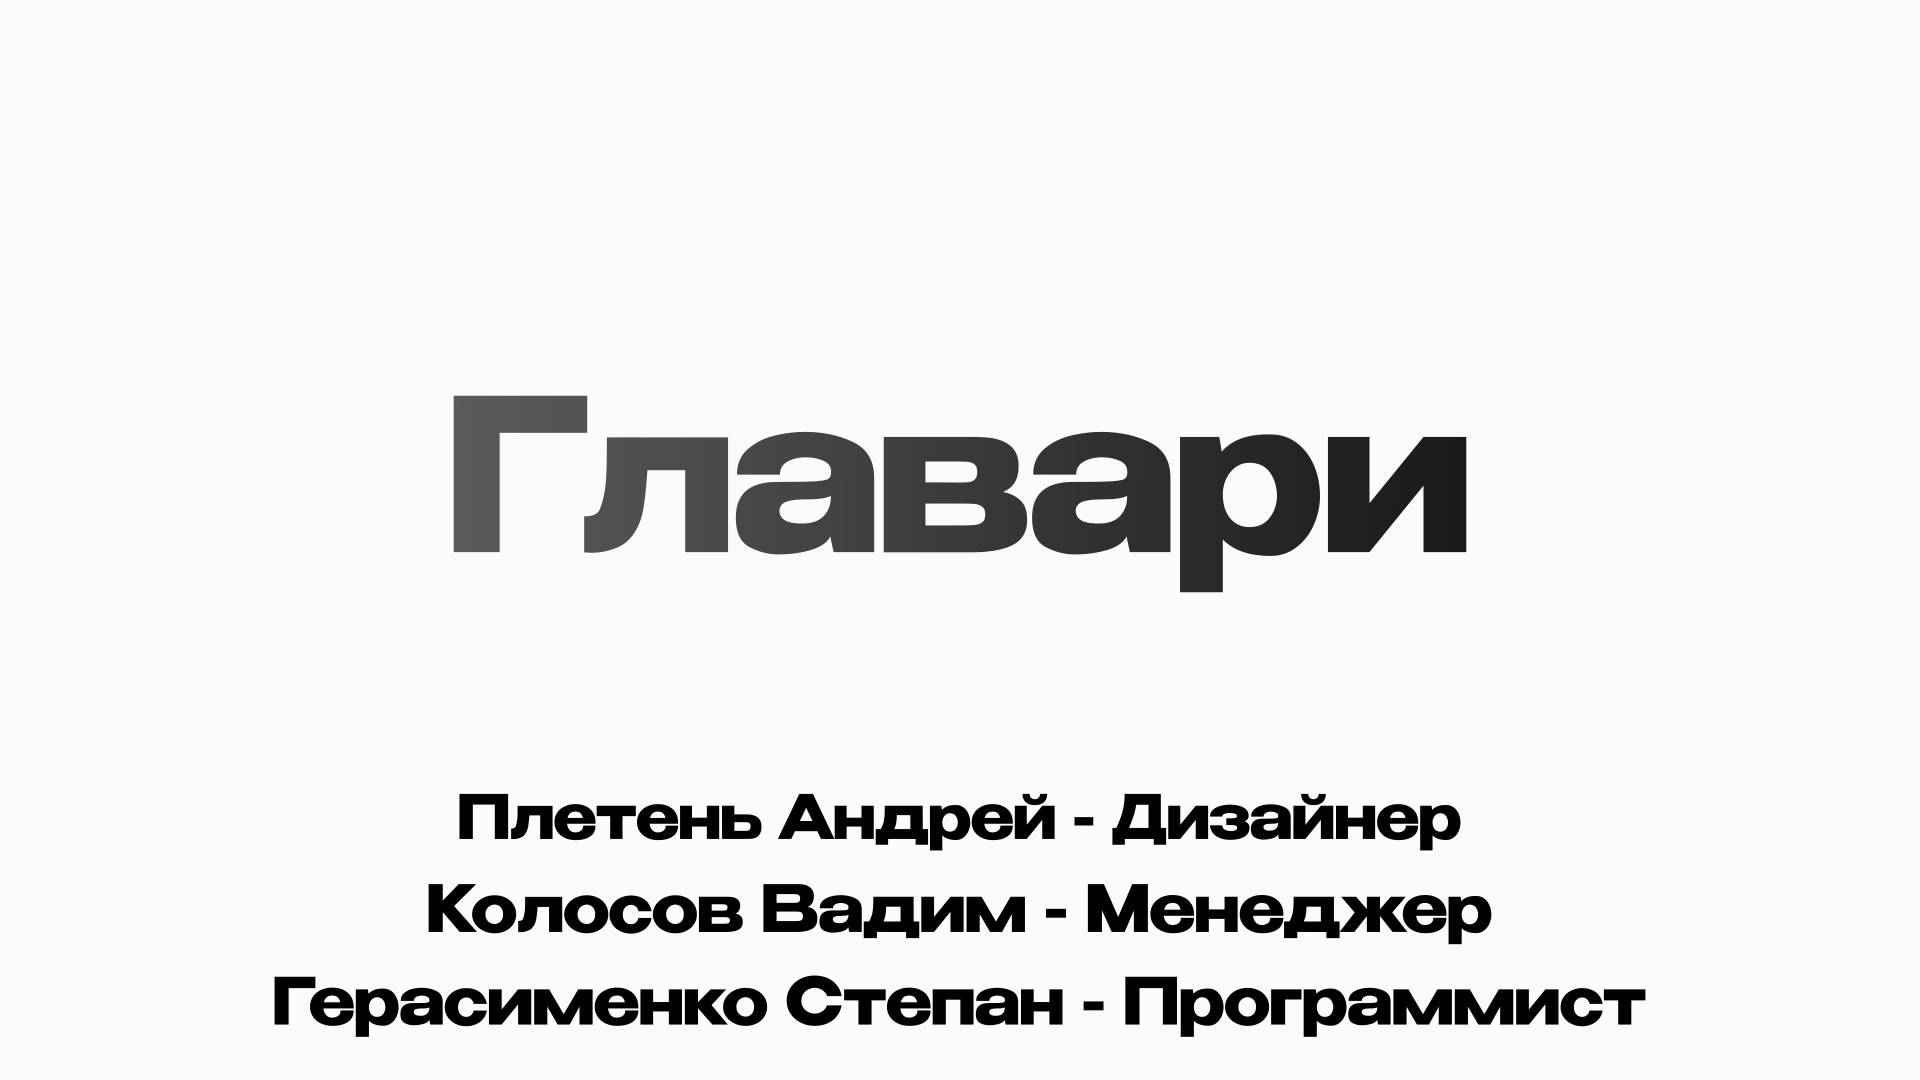 Главари
Плетень Андрей - Дизайнер
Колосов Вадим - Менеджер
Герасименко Степан - Программист